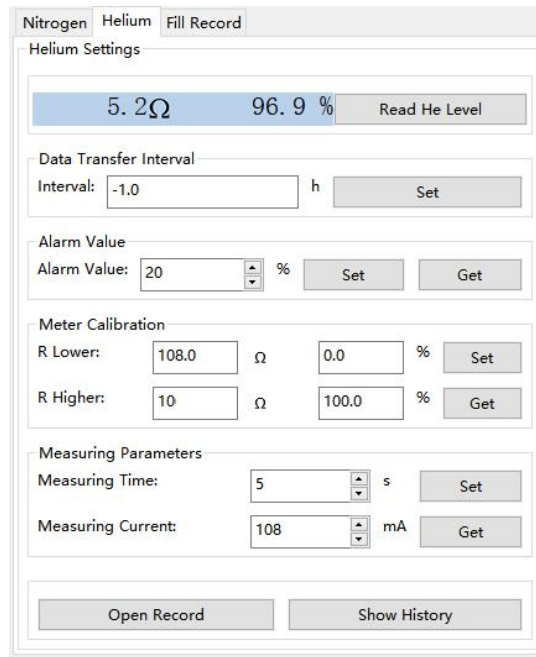 Nitrogen Helium Fill Record
Helium Settings
5.2Ω 96.9 % Read He Level
Data Transfer Interval
Interval: -1.0 h Set
Alarm Value
Alarm Value: 20 % Set Get
Meter Calibration
R Lower: 108.0 Ω 0.0 % Set
R Higher: 10 Ω 100.0 % Get
Measuring Parameters
Measuring Time: 5 s Set
Measuring Current: 108 mA Get
Open Record Show History